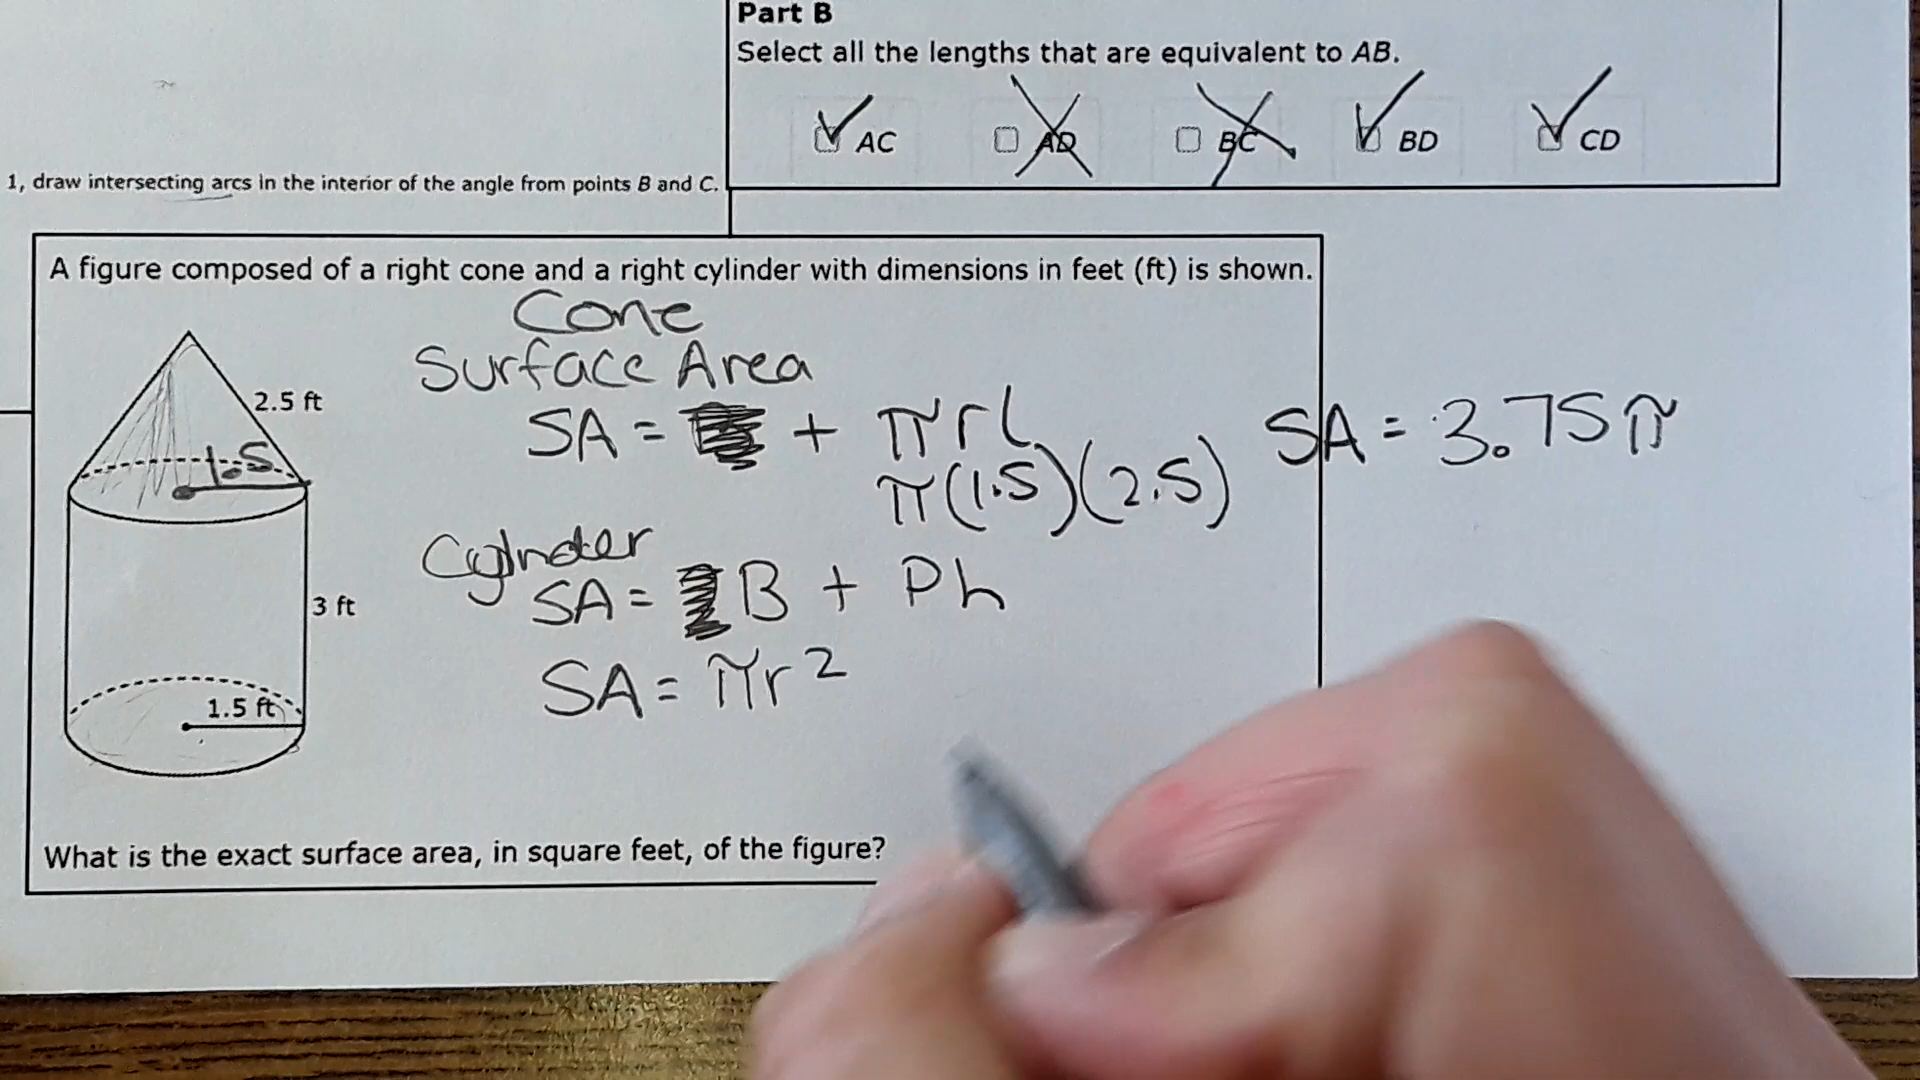 Part B
Select all the lengths that are equivalent to AB.
AC AD BC BD CD
1, draw intersecting arcs in the interior of the angle from points B and C.
A figure composed of a right cone and a right cylinder with dimensions in feet (ft) is shown.
Cone
Surface Area
2.5 ft
SA = + πrl
SA = 3.75π
1.5
π(1.5)(2.5)
Cylinder
SA = B + Ph
3 ft
SA = πr²
1.5 ft
What is the exact surface area, in square feet, of the figure?